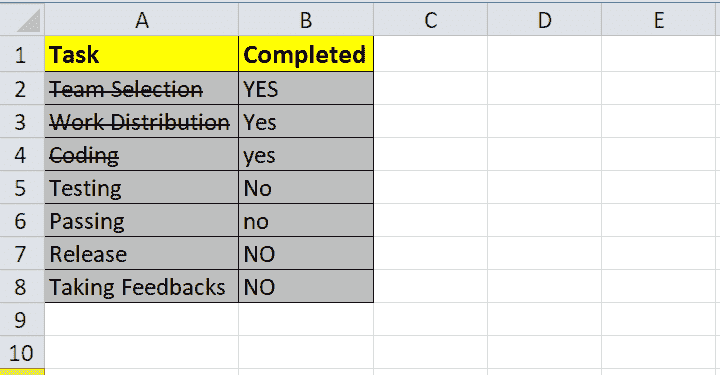 A B C D E
1 Task Completed
2 Team Selection YES
3 Work Distribution Yes
4 Coding yes
5 Testing No
6 Passing no
7 Release NO
8 Taking Feedbacks NO
9
10